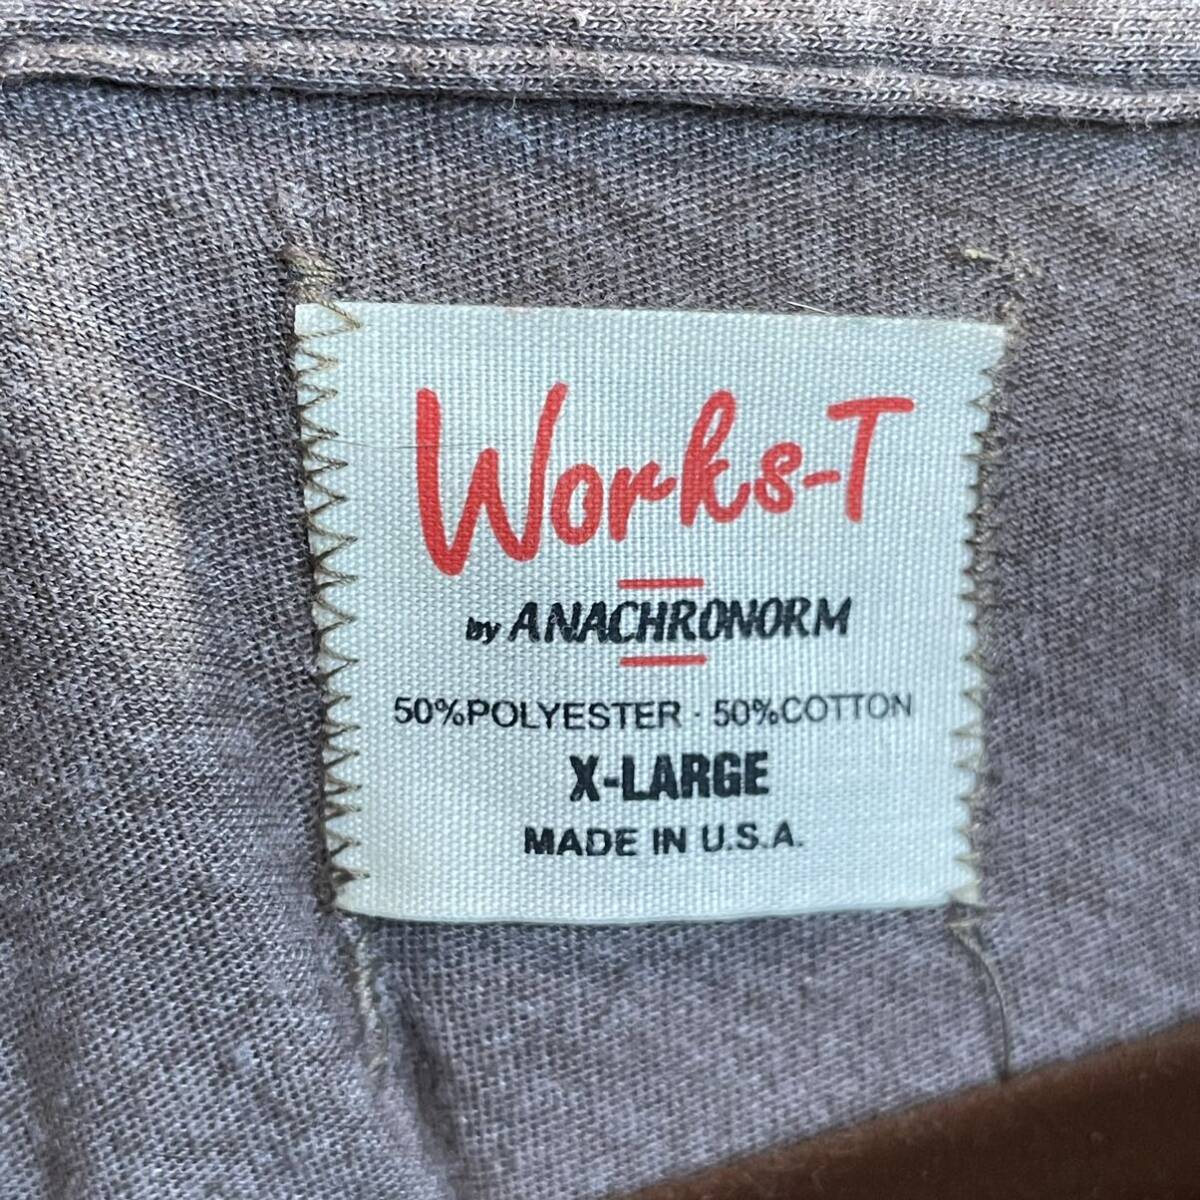 Works-T
by ANACHRONORM
50%POLYESTER · 50%COTTON
X-LARGE
MADE IN U.S.A.